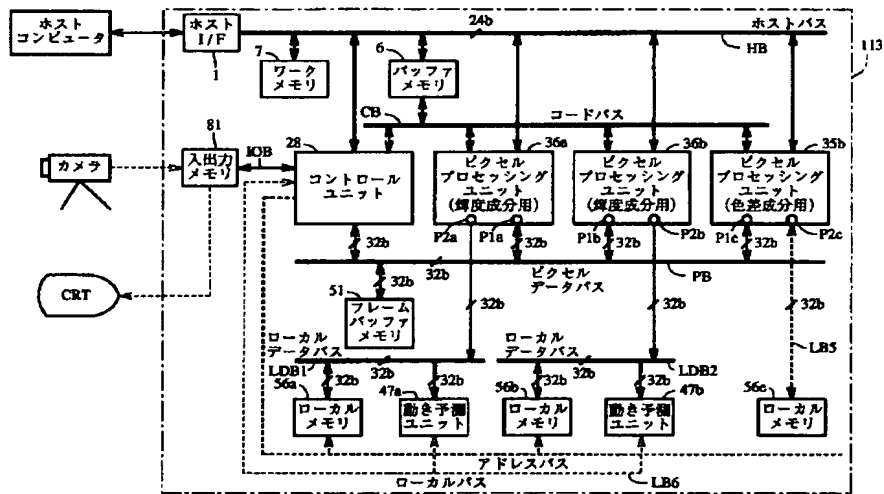 ホスト
コンピュータ
ホスト
I/F
1
24b
ホストバス
HB
113
7
ワーク
メモリ
6
バッファ
メモリ
CB
コードバス
カメラ
81
入出力
メモリ
IOB
28
コントロール
ユニット
36a
ピクセル
プロセッシング
ユニット
(輝度成分用)
36b
ピクセル
プロセッシング
ユニット
(輝度成分用)
35b
ピクセル
プロセッシング
ユニット
(色差成分用)
P2a
P1a
P1b
P2b
P1c
P2c
32b
32b
32b
32b
32b
PB
ピクセル
データバス
CRT
51
32b
フレーム
バッファ
メモリ
32b
32b
32b
LB5
ローカル
データバス
LDB1
32b
ローカル
データバス
32b
LDB2
56a
32b
ローカル
メモリ
47a
32b
動き予測
ユニット
56b
32b
ローカル
メモリ
47b
32b
動き予測
ユニット
56c
ローカル
メモリ
アドレスバス
ローカルバス
LB6